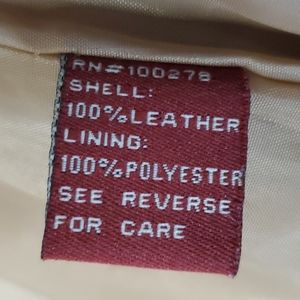 RN#100278
SHELL:
100%LEATHER
LINING:
100%POLYESTER
SEE REVERSE
FOR CARE